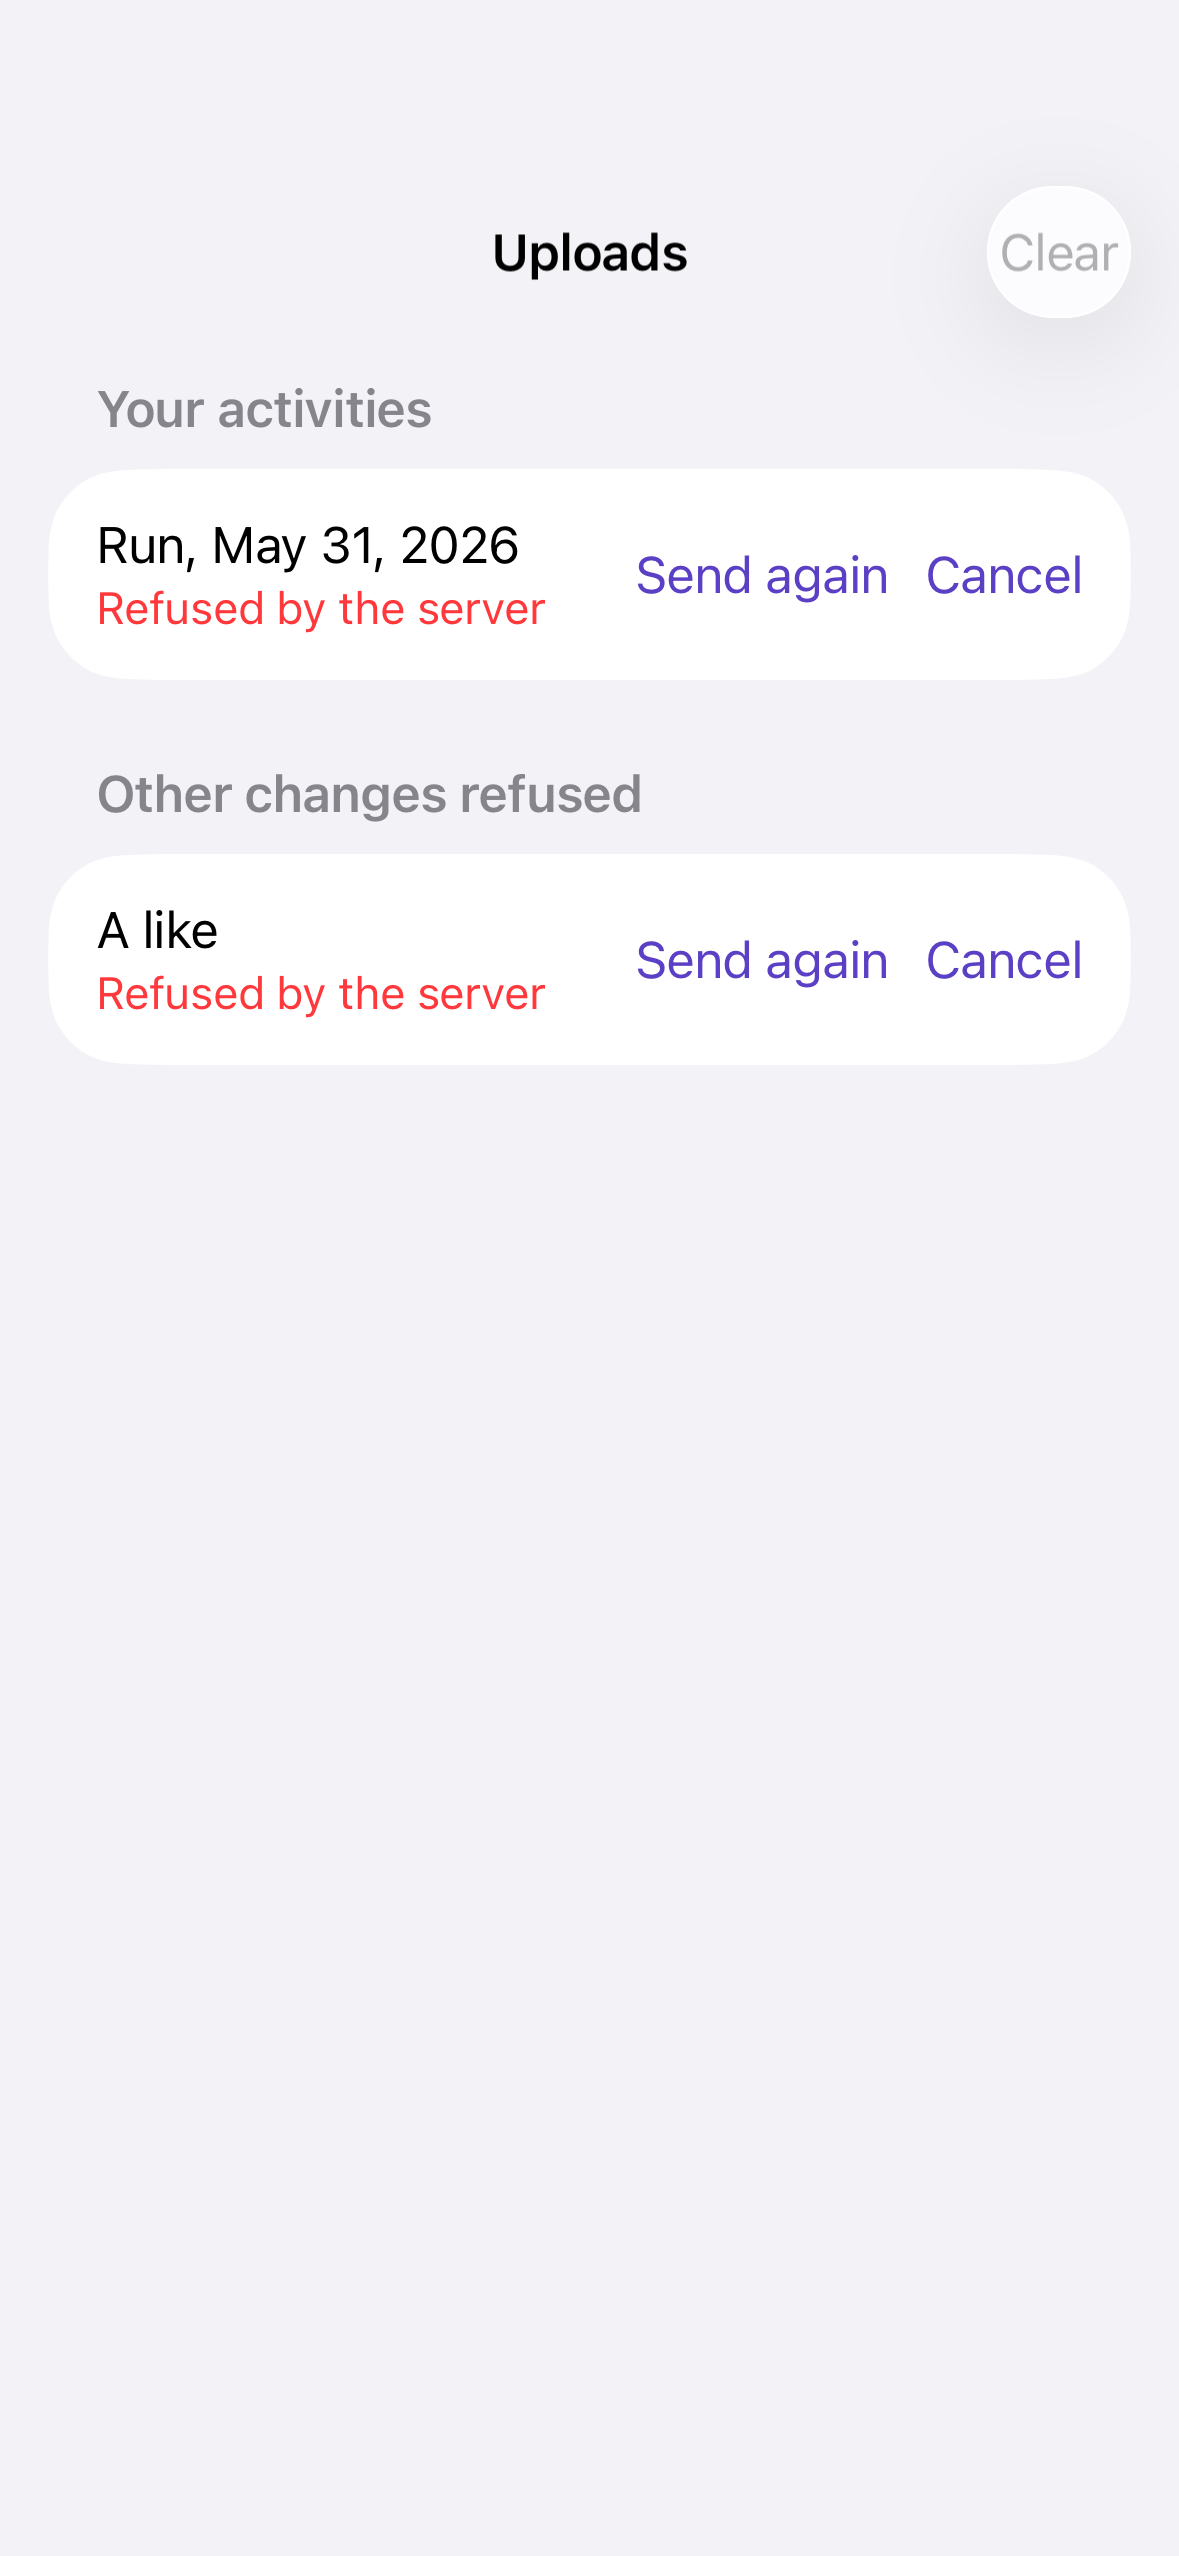 Uploads
Clear
Your activities
Run, May 31, 2026
Refused by the server
Send again
Cancel
Other changes refused
A like
Refused by the server
Send again
Cancel